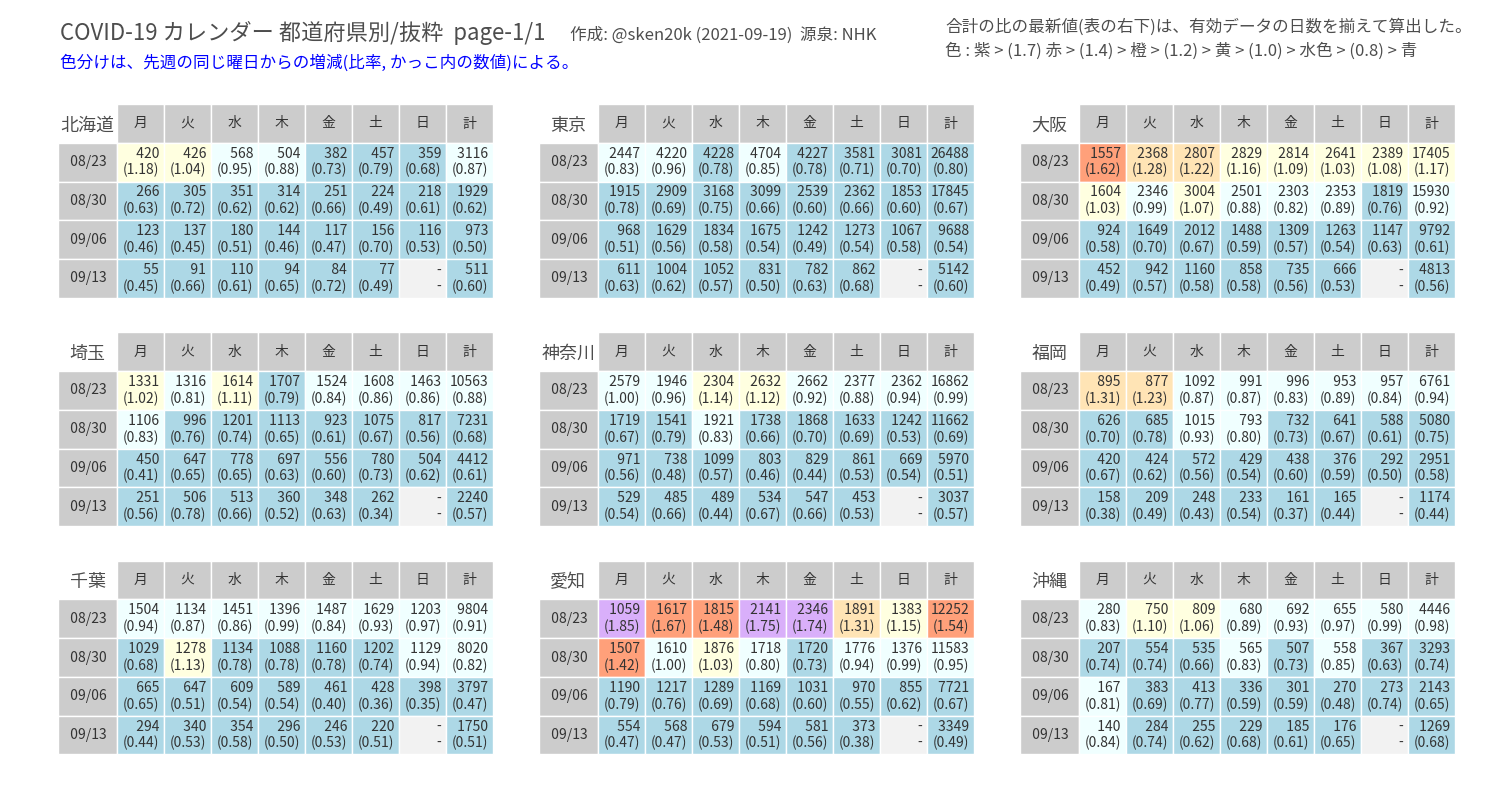 COVID-19 カレンダー 都道府県別/抜粋 page-1/1 作成: @sken20k (2021-09-19) 源泉: NHK
色分けは、先週の同じ曜日からの増減(比率, かっこ内の数値)による。
合計の比の最新値(表の右下)は、有効データの日数を揃えて算出した。
色 : 紫 > (1.7) 赤 > (1.4) > 橙 > (1.2) > 黄 > (1.0) > 水色 > (0.8) > 青
北海道 月 火 水 木 金 土 日 計
08/23 420 426 568 504 382 457 359 3116
(1.18) (1.04) (0.95) (0.88) (0.73) (0.79) (0.68) (0.87)
08/30 266 305 351 314 251 224 218 1929
(0.63) (0.72) (0.62) (0.62) (0.66) (0.49) (0.61) (0.62)
09/06 123 137 180 144 117 156 116 973
(0.46) (0.45) (0.51) (0.46) (0.47) (0.70) (0.53) (0.50)
09/13 55 91 110 94 84 77 - 511
(0.45) (0.66) (0.61) (0.65) (0.72) (0.49) - (0.60)
東京 月 火 水 木 金 土 日 計
08/23 2447 4220 4228 4704 4227 3581 3081 26488
(0.83) (0.96) (0.78) (0.85) (0.78) (0.71) (0.70) (0.80)
08/30 1915 2909 3168 3099 2539 2362 1853 17845
(0.78) (0.69) (0.75) (0.66) (0.60) (0.66) (0.60) (0.67)
09/06 968 1629 1834 1675 1242 1273 1067 9688
(0.51) (0.56) (0.58) (0.54) (0.49) (0.54) (0.58) (0.54)
09/13 611 1004 1052 831 782 862 - 5142
(0.63) (0.62) (0.57) (0.50) (0.63) (0.68) - (0.60)
大阪 月 火 水 木 金 土 日 計
08/23 1557 2368 2807 2829 2814 2641 2389 17405
(1.62) (1.28) (1.22) (1.16) (1.09) (1.03) (1.08) (1.17)
08/30 1604 2346 3004 2501 2303 2353 1819 15930
(1.03) (0.99) (1.07) (0.88) (0.82) (0.89) (0.76) (0.92)
09/06 924 1649 2012 1488 1309 1263 1147 9792
(0.58) (0.70) (0.67) (0.59) (0.57) (0.54) (0.63) (0.61)
09/13 452 942 1160 858 735 666 - 4813
(0.49) (0.57) (0.58) (0.58) (0.56) (0.53) - (0.56)
埼玉 月 火 水 木 金 土 日 計
08/23 1331 1316 1614 1707 1524 1608 1463 10563
(1.02) (0.81) (1.11) (0.79) (0.84) (0.86) (0.86) (0.88)
08/30 1106 996 1201 1113 923 1075 817 7231
(0.83) (0.76) (0.74) (0.65) (0.61) (0.67) (0.56) (0.68)
09/06 450 647 778 697 556 780 504 4412
(0.41) (0.65) (0.65) (0.63) (0.60) (0.73) (0.62) (0.61)
09/13 251 506 513 360 348 262 - 2240
(0.56) (0.78) (0.66) (0.52) (0.63) (0.34) - (0.57)
神奈川 月 火 水 木 金 土 日 計
08/23 2579 1946 2304 2632 2662 2377 2362 16862
(1.00) (0.96) (1.14) (1.12) (0.92) (0.88) (0.94) (0.99)
08/30 1719 1541 1921 1738 1868 1633 1242 11662
(0.67) (0.79) (0.83) (0.66) (0.70) (0.69) (0.53) (0.69)
09/06 971 738 1099 803 829 861 669 5970
(0.56) (0.48) (0.57) (0.46) (0.44) (0.53) (0.54) (0.51)
09/13 529 485 489 534 547 453 - 3037
(0.54) (0.66) (0.44) (0.67) (0.66) (0.53) - (0.57)
福岡 月 火 水 木 金 土 日 計
08/23 895 877 1092 991 996 953 957 6761
(1.31) (1.23) (0.87) (0.87) (0.83) (0.89) (0.84) (0.94)
08/30 626 685 1015 793 732 641 588 5080
(0.70) (0.78) (0.93) (0.80) (0.73) (0.67) (0.61) (0.75)
09/06 420 424 572 429 438 376 292 2951
(0.67) (0.62) (0.56) (0.54) (0.60) (0.59) (0.50) (0.58)
09/13 158 209 248 233 161 165 - 1174
(0.38) (0.49) (0.43) (0.54) (0.37) (0.44) - (0.44)
千葉 月 火 水 木 金 土 日 計
08/23 1504 1134 1451 1396 1487 1629 1203 9804
(0.94) (0.87) (0.86) (0.99) (0.84) (0.93) (0.97) (0.91)
08/30 1029 1278 1134 1088 1160 1202 1129 8020
(0.68) (1.13) (0.78) (0.78) (0.78) (0.74) (0.94) (0.82)
09/06 665 647 609 589 461 428 398 3797
(0.65) (0.51) (0.54) (0.54) (0.40) (0.36) (0.35) (0.47)
09/13 294 340 354 296 246 220 - 1750
(0.44) (0.53) (0.58) (0.50) (0.53) (0.51) - (0.51)
愛知 月 火 水 木 金 土 日 計
08/23 1059 1617 1815 2141 2346 1891 1383 12252
(1.85) (1.67) (1.48) (1.75) (1.74) (1.31) (1.15) (1.54)
08/30 1507 1610 1876 1718 1720 1776 1376 11583
(1.42) (1.00) (1.03) (0.80) (0.73) (0.94) (0.99) (0.95)
09/06 1190 1217 1289 1169 1031 970 855 7721
(0.79) (0.76) (0.69) (0.68) (0.60) (0.55) (0.62) (0.67)
09/13 554 568 679 594 581 373 - 3349
(0.47) (0.47) (0.53) (0.51) (0.56) (0.38) - (0.49)
沖縄 月 火 水 木 金 土 日 計
08/23 280 750 809 680 692 655 580 4446
(0.83) (1.10) (1.06) (0.89) (0.93) (0.97) (0.99) (0.98)
08/30 207 554 535 565 507 558 367 3293
(0.74) (0.74) (0.66) (0.83) (0.73) (0.85) (0.63) (0.74)
09/06 167 383 413 336 301 270 273 2143
(0.81) (0.69) (0.77) (0.59) (0.59) (0.48) (0.74) (0.65)
09/13 140 284 255 229 185 176 - 1269
(0.84) (0.74) (0.62) (0.68) (0.61) (0.65) - (0.68)